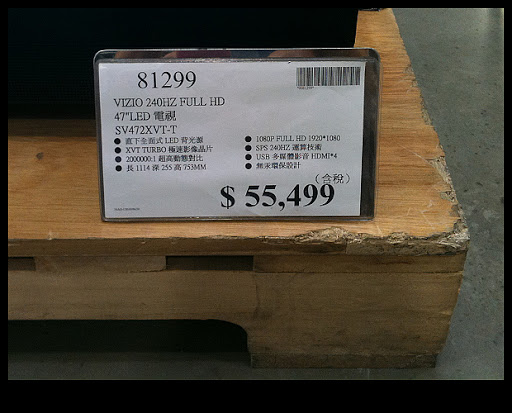 81299
VIZIO 240HZ FULL HD
47"LED 電視
SV472XVT-T
● 直下全面式 LED 背光源
● XVT TURBO 極速影像晶片
● 2000000:1 超高動態對比
● 長 1114 深 255 高 753MM
● 1080P FULL HD 1920*1080
● SPS 240HZ 運算技術
● USB 多媒體影音 HDMI*4
● 無汞環保設計
(含稅)
$ 55,499